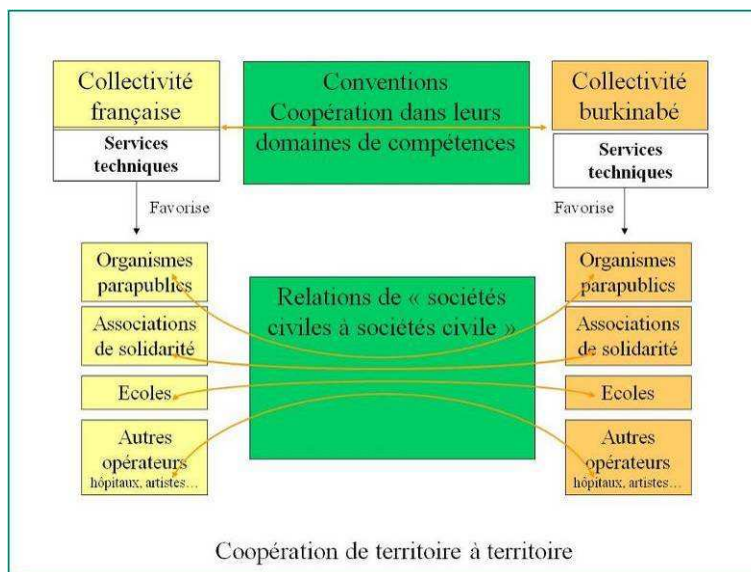 Collectivité
française
Services
techniques
Favorise
Organismes
parapublics
Associations
de solidarité
Ecoles
Autres
opérateurs
hôpitaux, artistes…
Conventions
Coopération dans leurs
domaines de compétences
Relations de « sociétés
civiles à sociétés civile »
Collectivité
burkinabé
Services
techniques
Favorise
Organismes
parapublics
Associations
de solidarité
Ecoles
Autres
opérateurs
hôpitaux, artistes…
Coopération de territoire à territoire